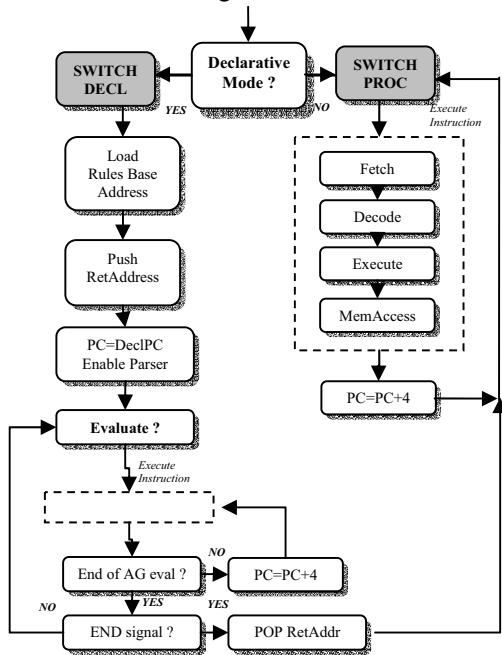 Declarative
Mode ?
SWITCH
DECL
SWITCH
PROC
YES
NO
Execute
Instruction
Load
Rules Base
Address
Fetch
Decode
Push
RetAddress
Execute
MemAccess
PC=DeclPC
Enable Parser
PC=PC+4
Evaluate ?
Execute
Instruction
End of AG eval ?
NO
PC=PC+4
NO
YES
YES
END signal ?
POP RetAddr